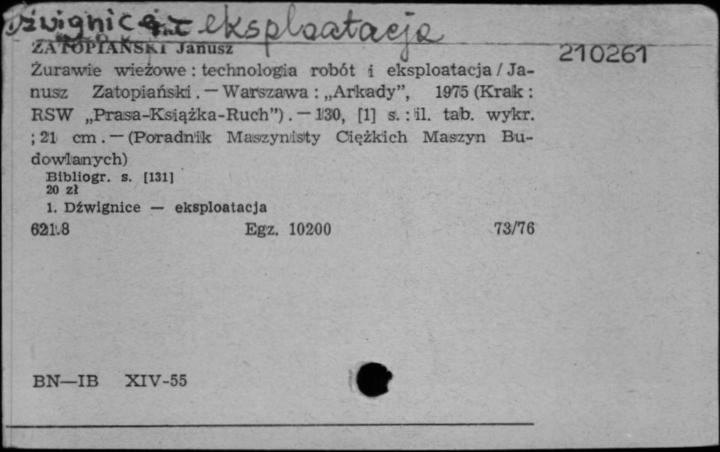 Dźwignice eksploatacja
ZATOPIAŃSKI Janusz
210261
Żurawie wieżowe : technologia robót i eksploatacja / Ja-
nusz Zatopiański. — Warszawa : „Arkady”, 1975 (Krak :
RSW „Prasa-Książka-Ruch”). — 130, [1] s. : il. tab. wykr.
; 21 cm. — (Poradnik Maszynisty Ciężkich Maszyn Bu-
dowlanych)
Bibliogr. s. [131]
20 zł
1. Dźwignice — eksploatacja
621.8 Egz. 10200 73/76
BN—IB XIV-55